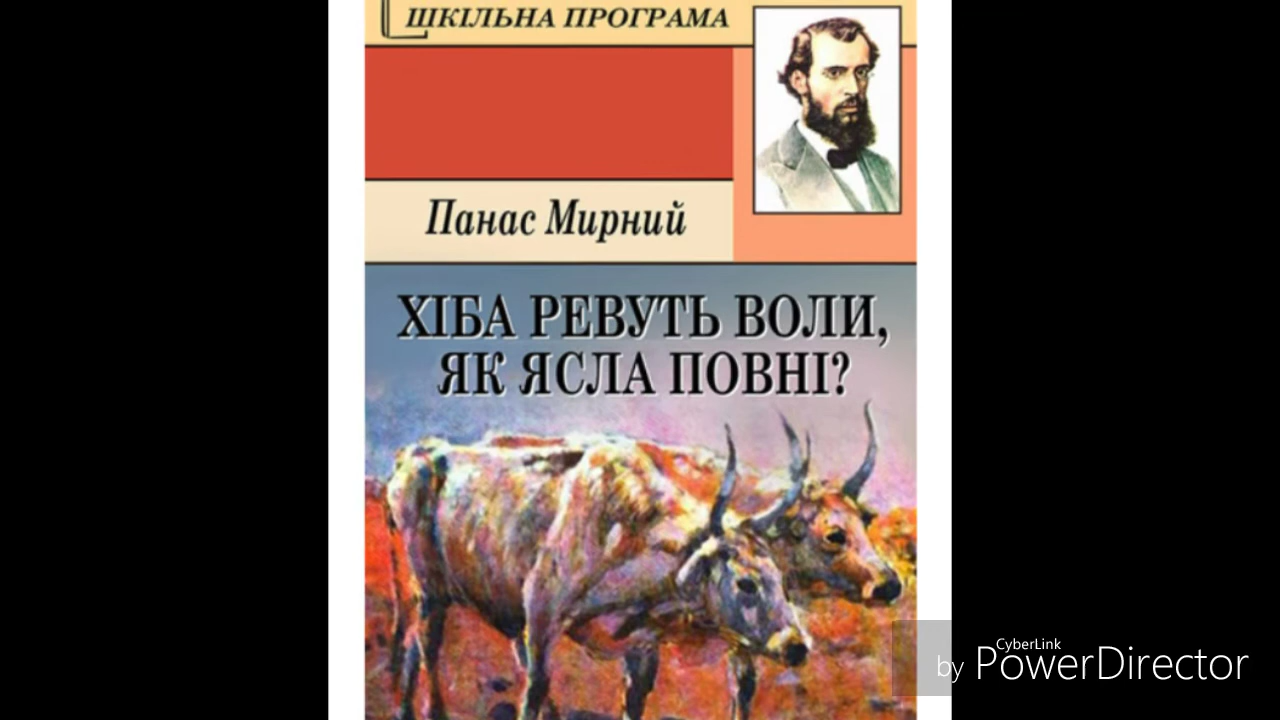 ШКІЛЬНА ПРОГРАМА
Панас Мирний
ХІБА РЕВУТЬ ВОЛИ,
ЯК ЯСЛА ПОВНІ?
CyberLink
by PowerDirector